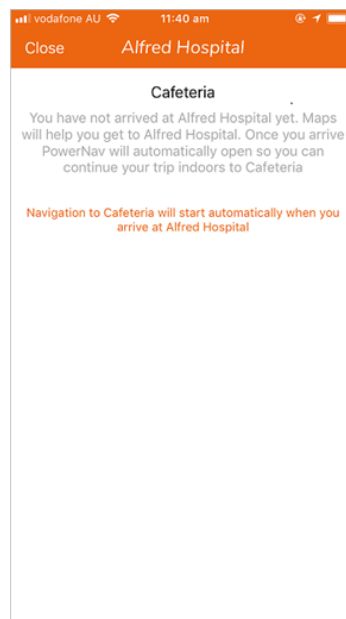 vodafone AU 11:40 am
Close Alfred Hospital
Cafeteria
You have not arrived at Alfred Hospital yet. Maps
will help you get to Alfred Hospital. Once you arrive
PowerNav will automatically open so you can
continue your trip indoors to Cafeteria
Navigation to Cafeteria will start automatically when you
arrive at Alfred Hospital